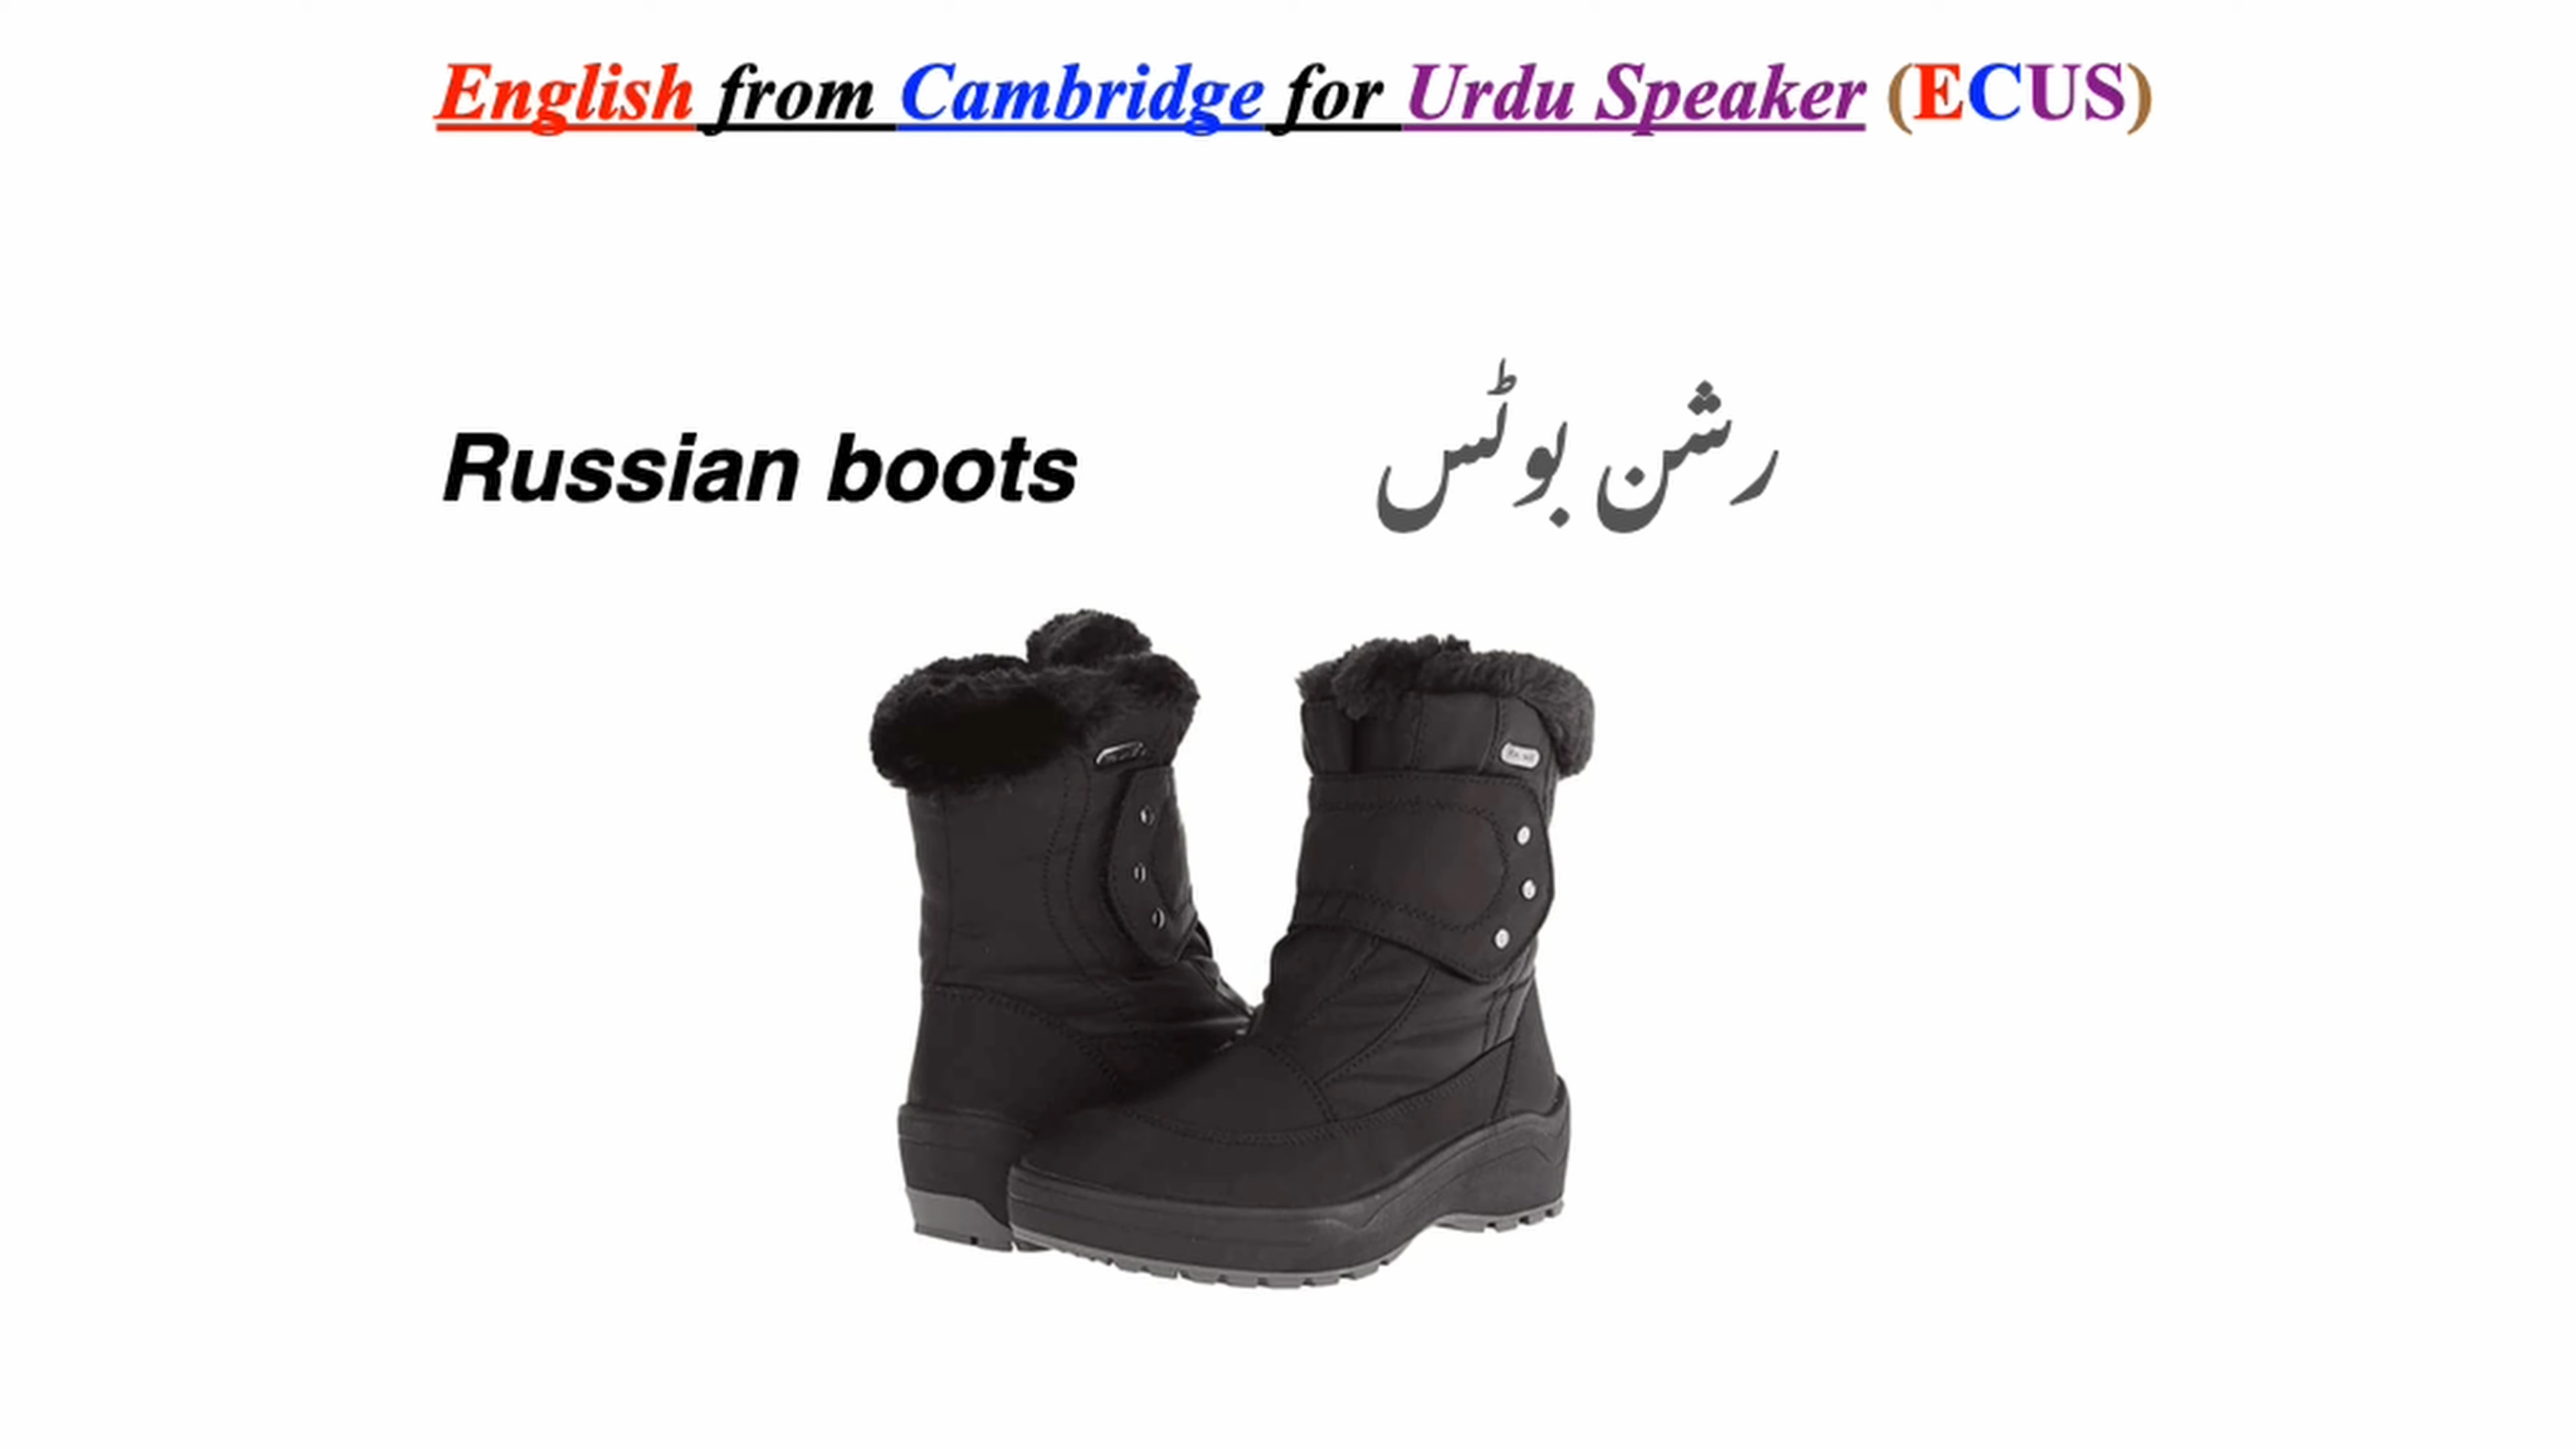 English from Cambridge for Urdu Speaker (ECUS)
Russian boots
رشن بوٹس